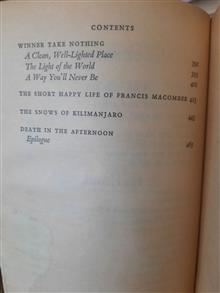 CONTENTS
WINNER TAKE NOTHING
A Clean, Well-Lighted Place
The Light of the World
A Way You'll Never Be
THE SHORT HAPPY LIFE OF FRANCIS MACOMBER
THE SNOWS OF KILIMANJARO
DEATH IN THE AFTERNOON
Epilogue